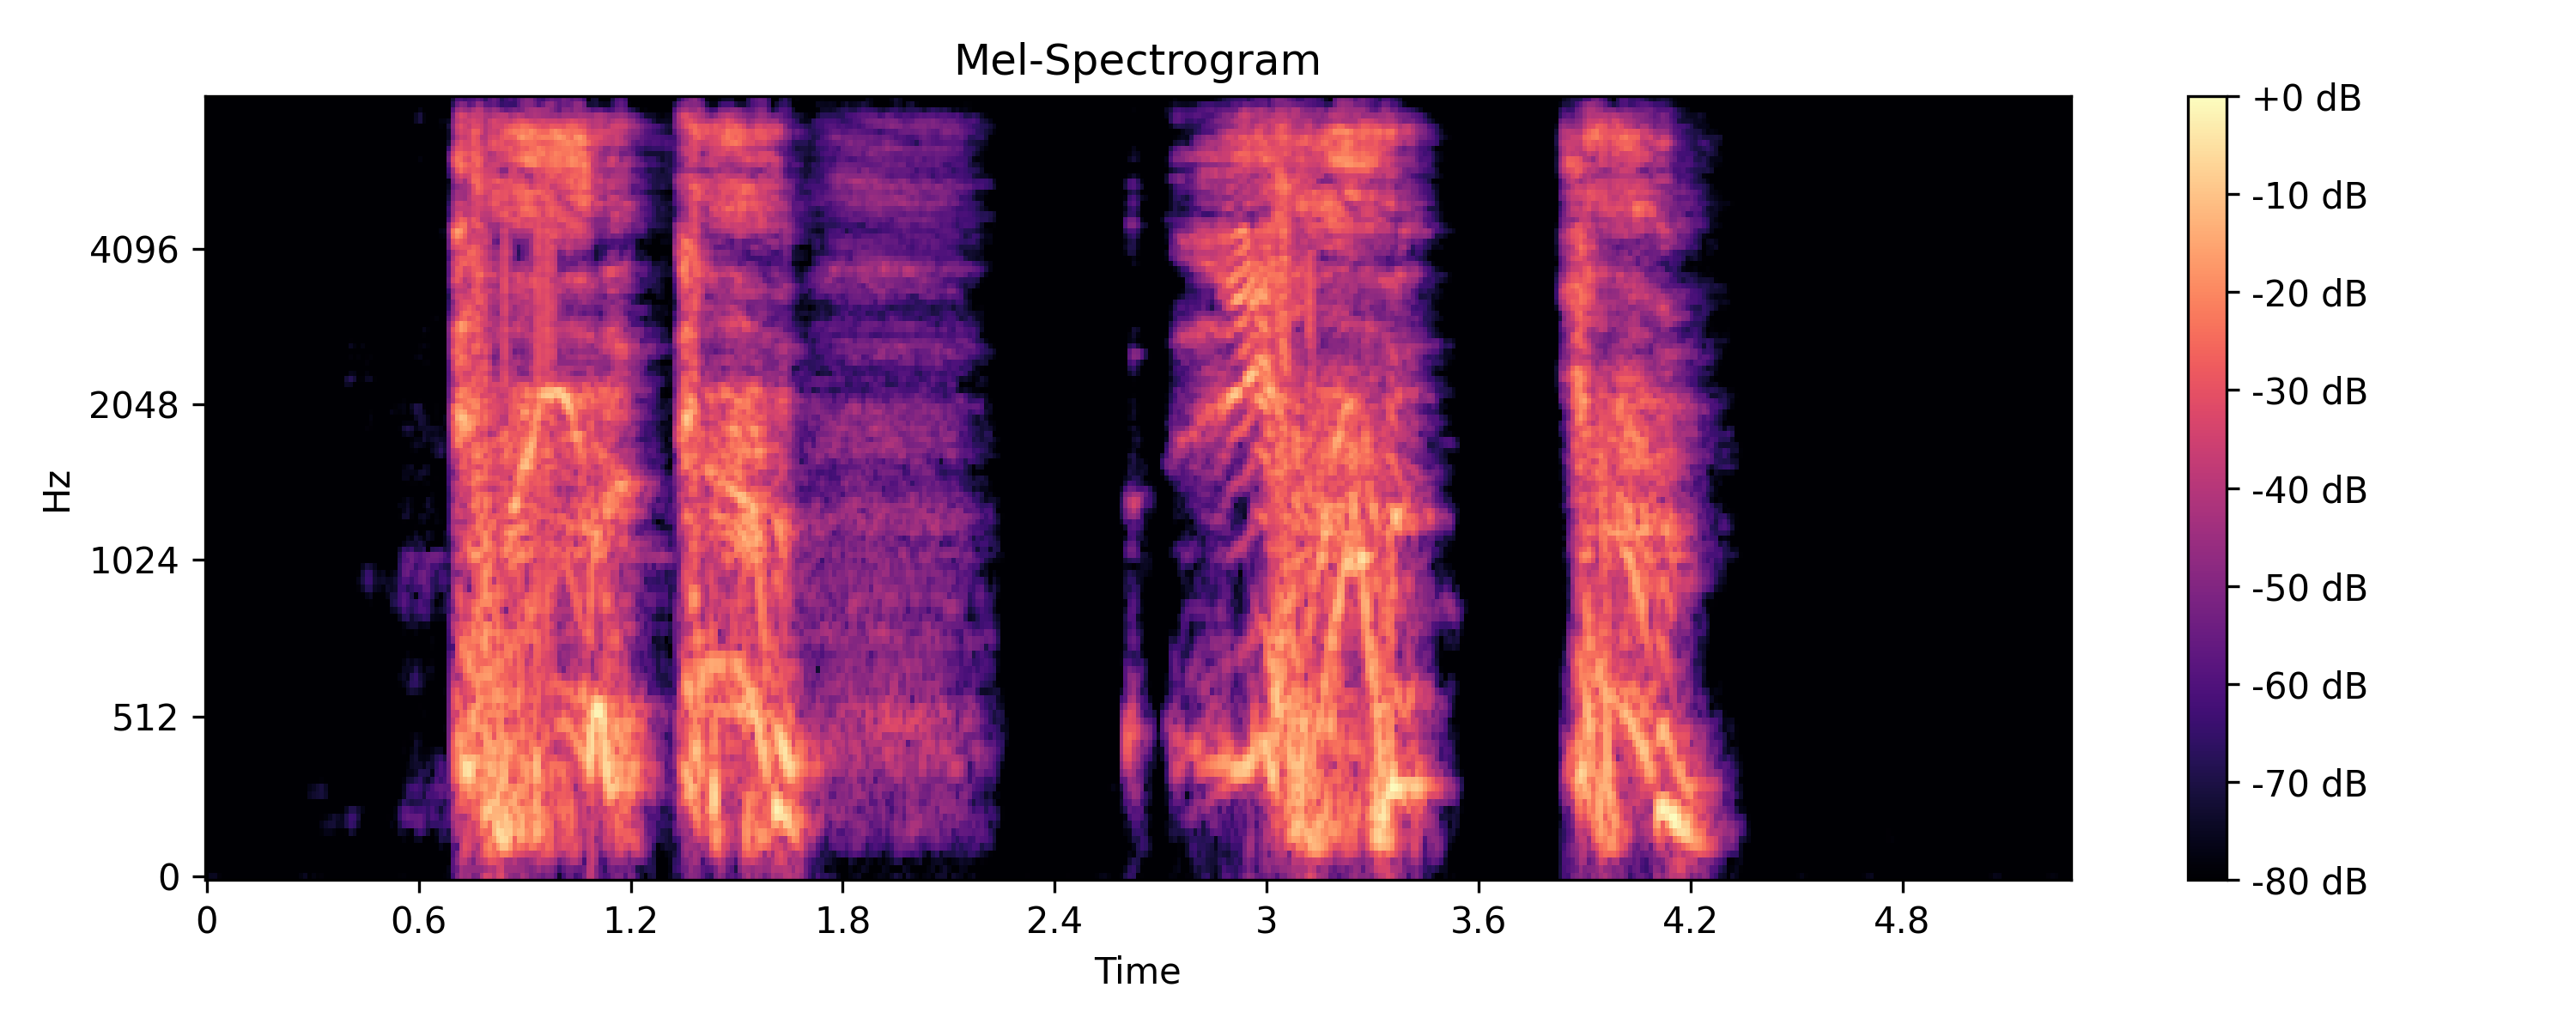 Mel-Spectrogram
+0 dB
4096
-10 dB
-20 dB
2048
-30 dB
Hz
-40 dB
1024
-50 dB
512
-60 dB
-70 dB
0
-80 dB
0 0.6 1.2 1.8 2.4 3 3.6 4.2 4.8
Time